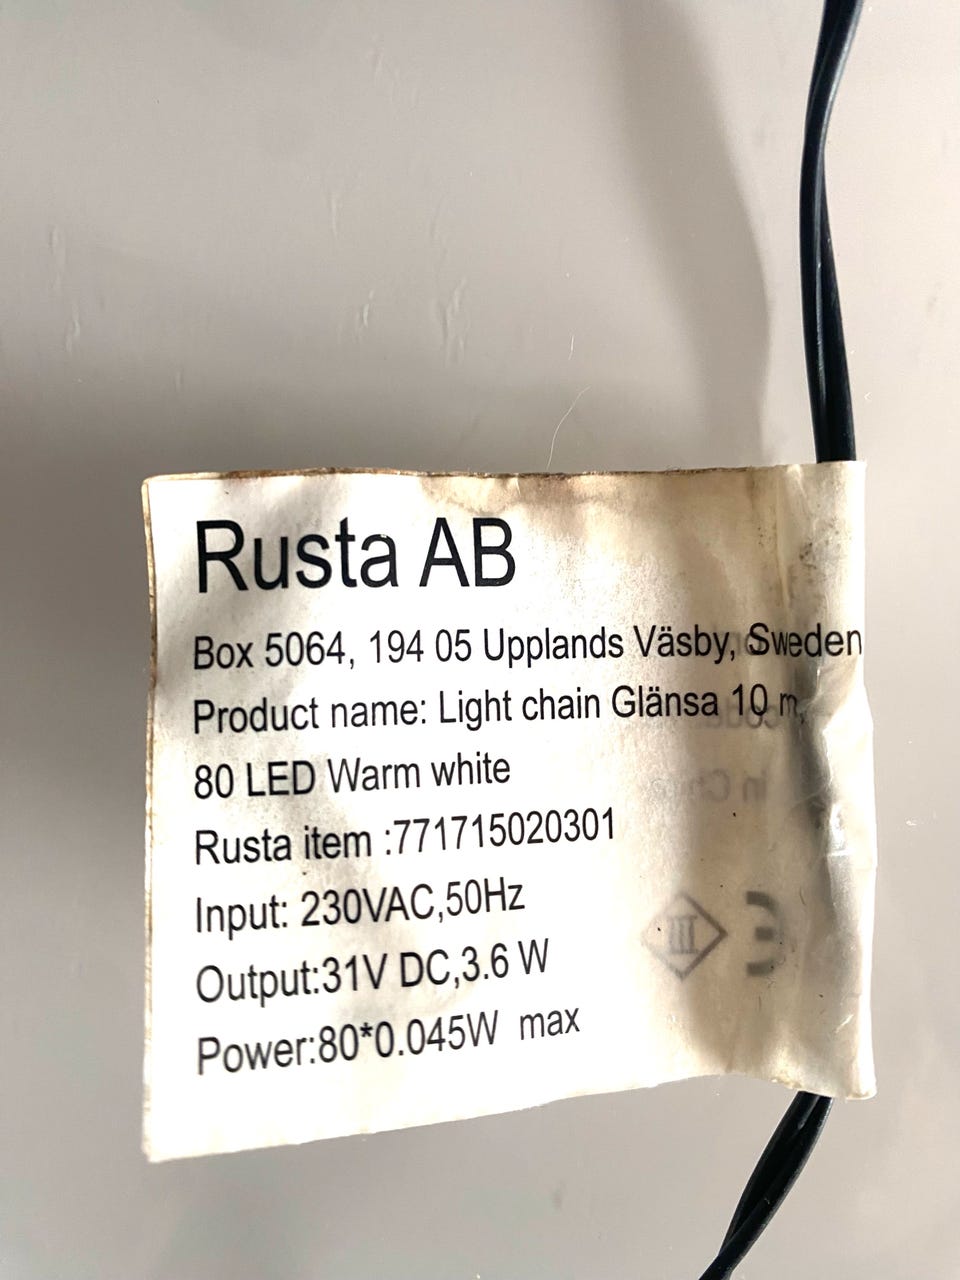 Rusta AB
Box 5064, 194 05 Upplands Väsby, Sweden
Product name: Light chain Glänsa 10 m,
80 LED Warm white
Rusta item :771715020301
Input: 230VAC,50Hz
Output:31V DC,3.6 W
Power:80*0.045W max
III